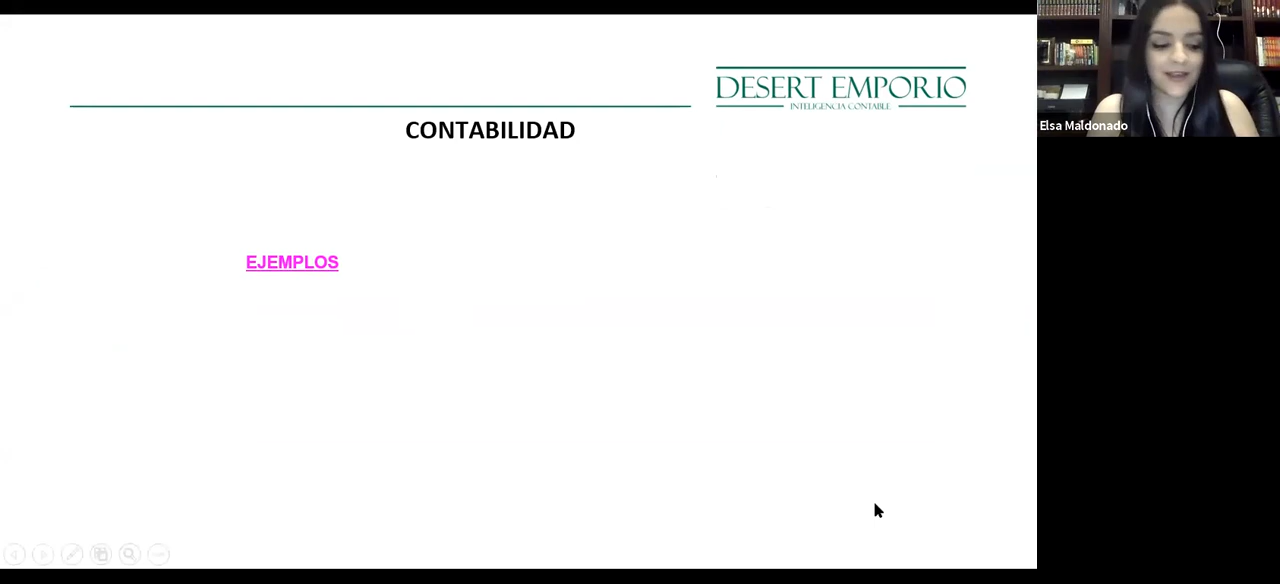 DESERT EMPORIO
INTELIGENCIA CONTABLE
CONTABILIDAD
EJEMPLOS
Elsa Maldonado